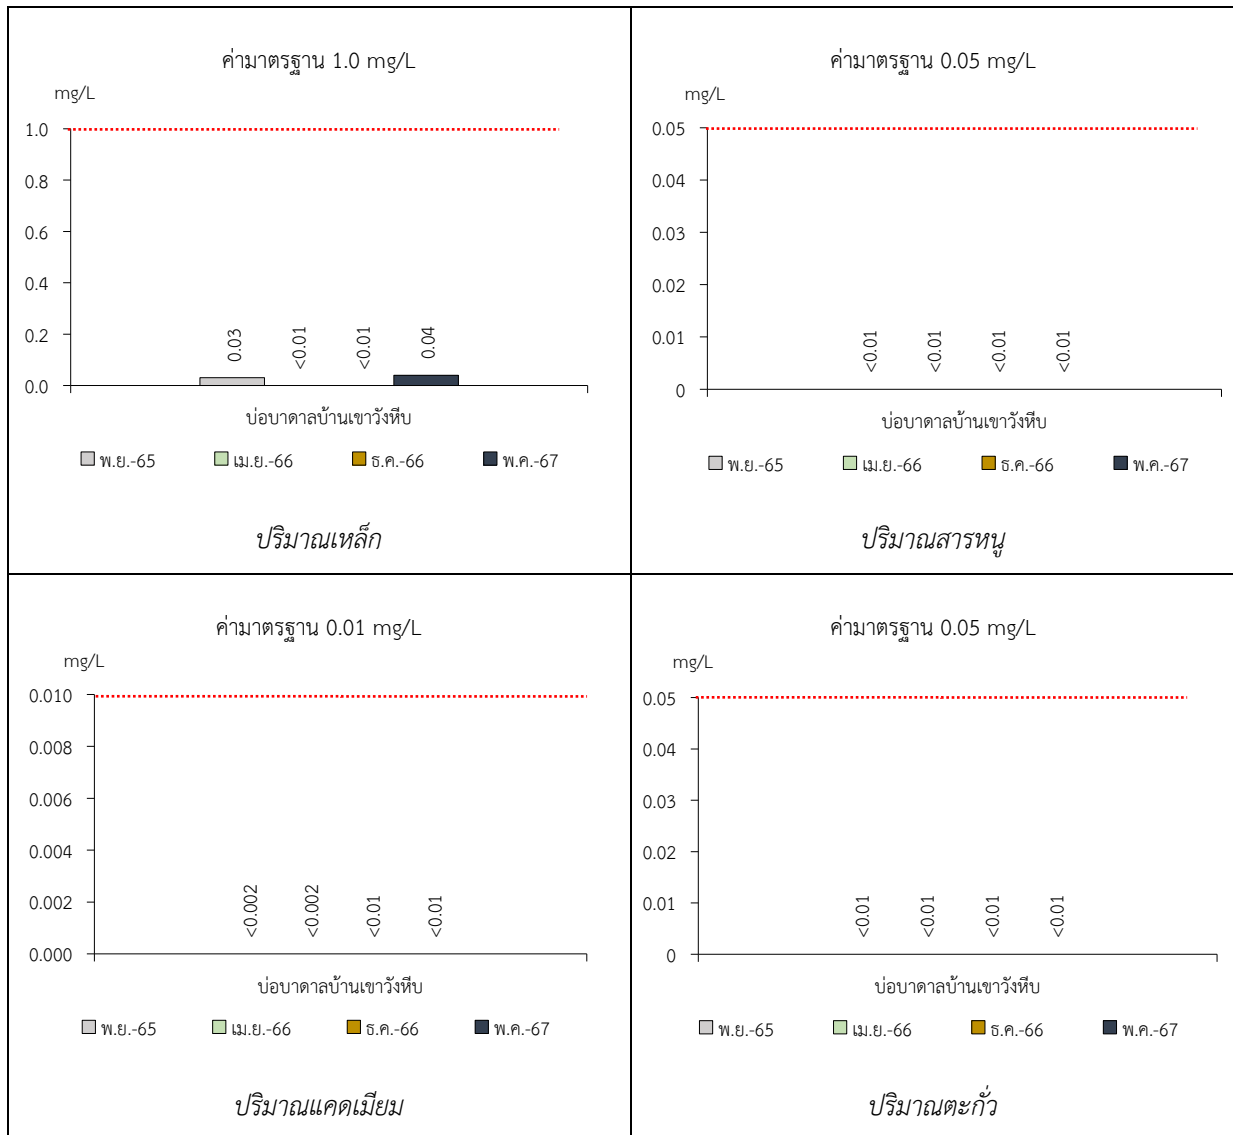 ค่ามาตรฐาน 1.0 mg/L
mg/L
1.0
0.8
0.6
0.4
0.2
0.0
0.03
<0.01
<0.01
0.04
บ่อบาดาลบ้านเขาวังหีบ
พ.ย.-65 เม.ย.-66 ธ.ค.-66 พ.ค.-67
ปริมาณเหล็ก
ค่ามาตรฐาน 0.05 mg/L
mg/L
0.05
0.04
0.03
0.02
0.01
0
<0.01
<0.01
<0.01
<0.01
บ่อบาดาลบ้านเขาวังหีบ
พ.ย.-65 เม.ย.-66 ธ.ค.-66 พ.ค.-67
ปริมาณสารหนู
ค่ามาตรฐาน 0.01 mg/L
mg/L
0.010
0.008
0.006
0.004
0.002
0.000
<0.002
<0.002
<0.01
<0.01
บ่อบาดาลบ้านเขาวังหีบ
พ.ย.-65 เม.ย.-66 ธ.ค.-66 พ.ค.-67
ปริมาณแคดเมียม
ค่ามาตรฐาน 0.05 mg/L
mg/L
0.05
0.04
0.03
0.02
0.01
0
<0.01
<0.01
<0.01
<0.01
บ่อบาดาลบ้านเขาวังหีบ
พ.ย.-65 เม.ย.-66 ธ.ค.-66 พ.ค.-67
ปริมาณตะกั่ว